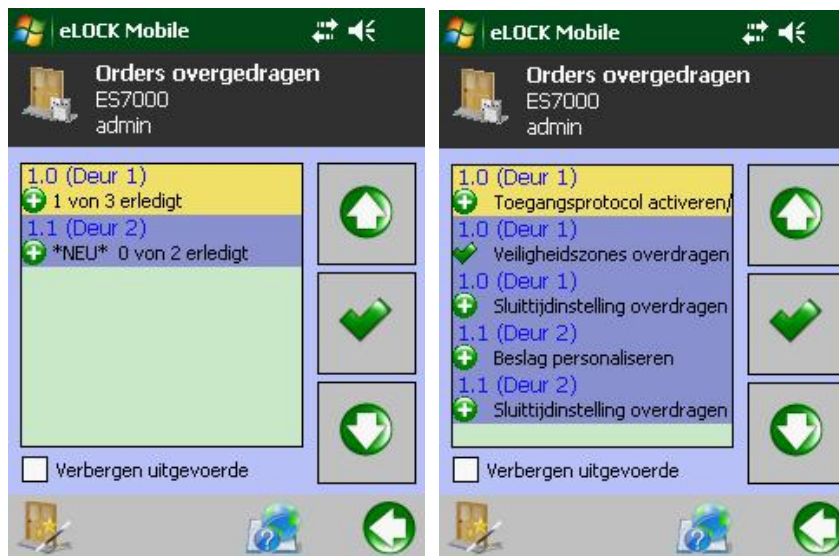 eLOCK Mobile
Orders overgedragen
ES7000
admin
1.0 (Deur 1)
1 von 3 erledigt
1.1 (Deur 2)
*NEU* 0 von 2 erledigt
Verbergen uitgevoerde
eLOCK Mobile
Orders overgedragen
ES7000
admin
1.0 (Deur 1)
Toegangsprotocol activeren/
1.0 (Deur 1)
Veiligheidszones overdragen
1.0 (Deur 1)
Sluittijdinstelling overdragen
1.1 (Deur 2)
Beslag personaliseren
1.1 (Deur 2)
Sluittijdinstelling overdragen
Verbergen uitgevoerde